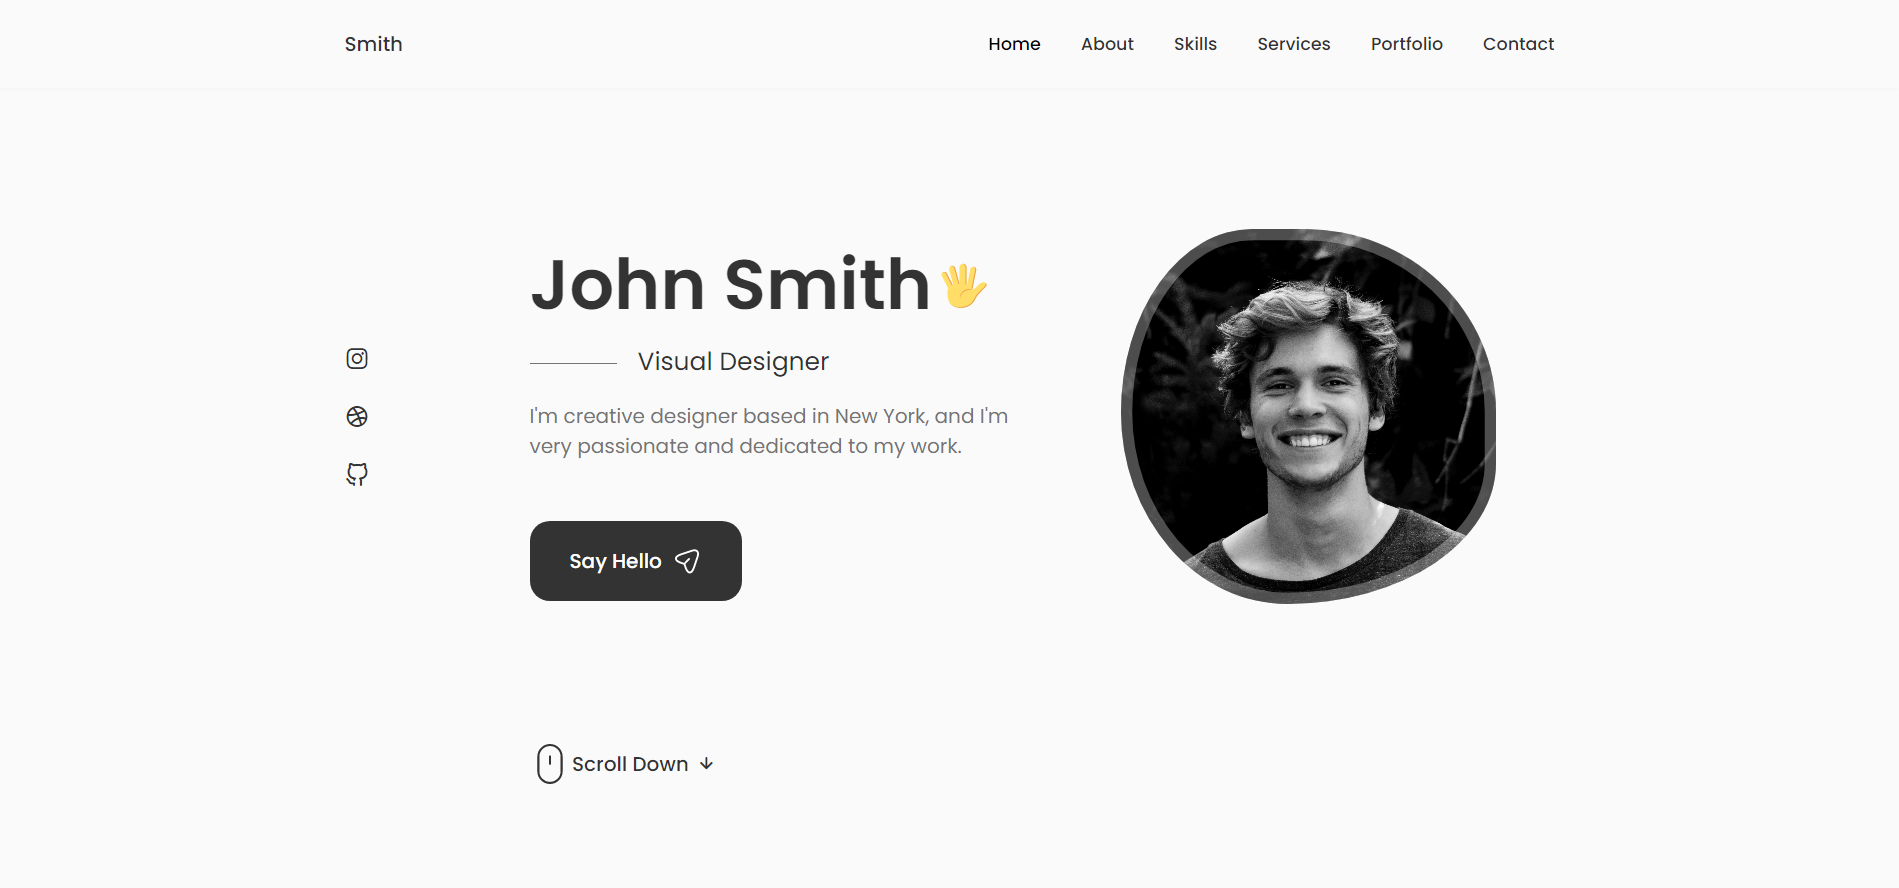 Smith
Home About Skills Services Portfolio Contact
John Smith🖐
Visual Designer
I'm creative designer based in New York, and I'm
very passionate and dedicated to my work.
Say Hello
Scroll Down